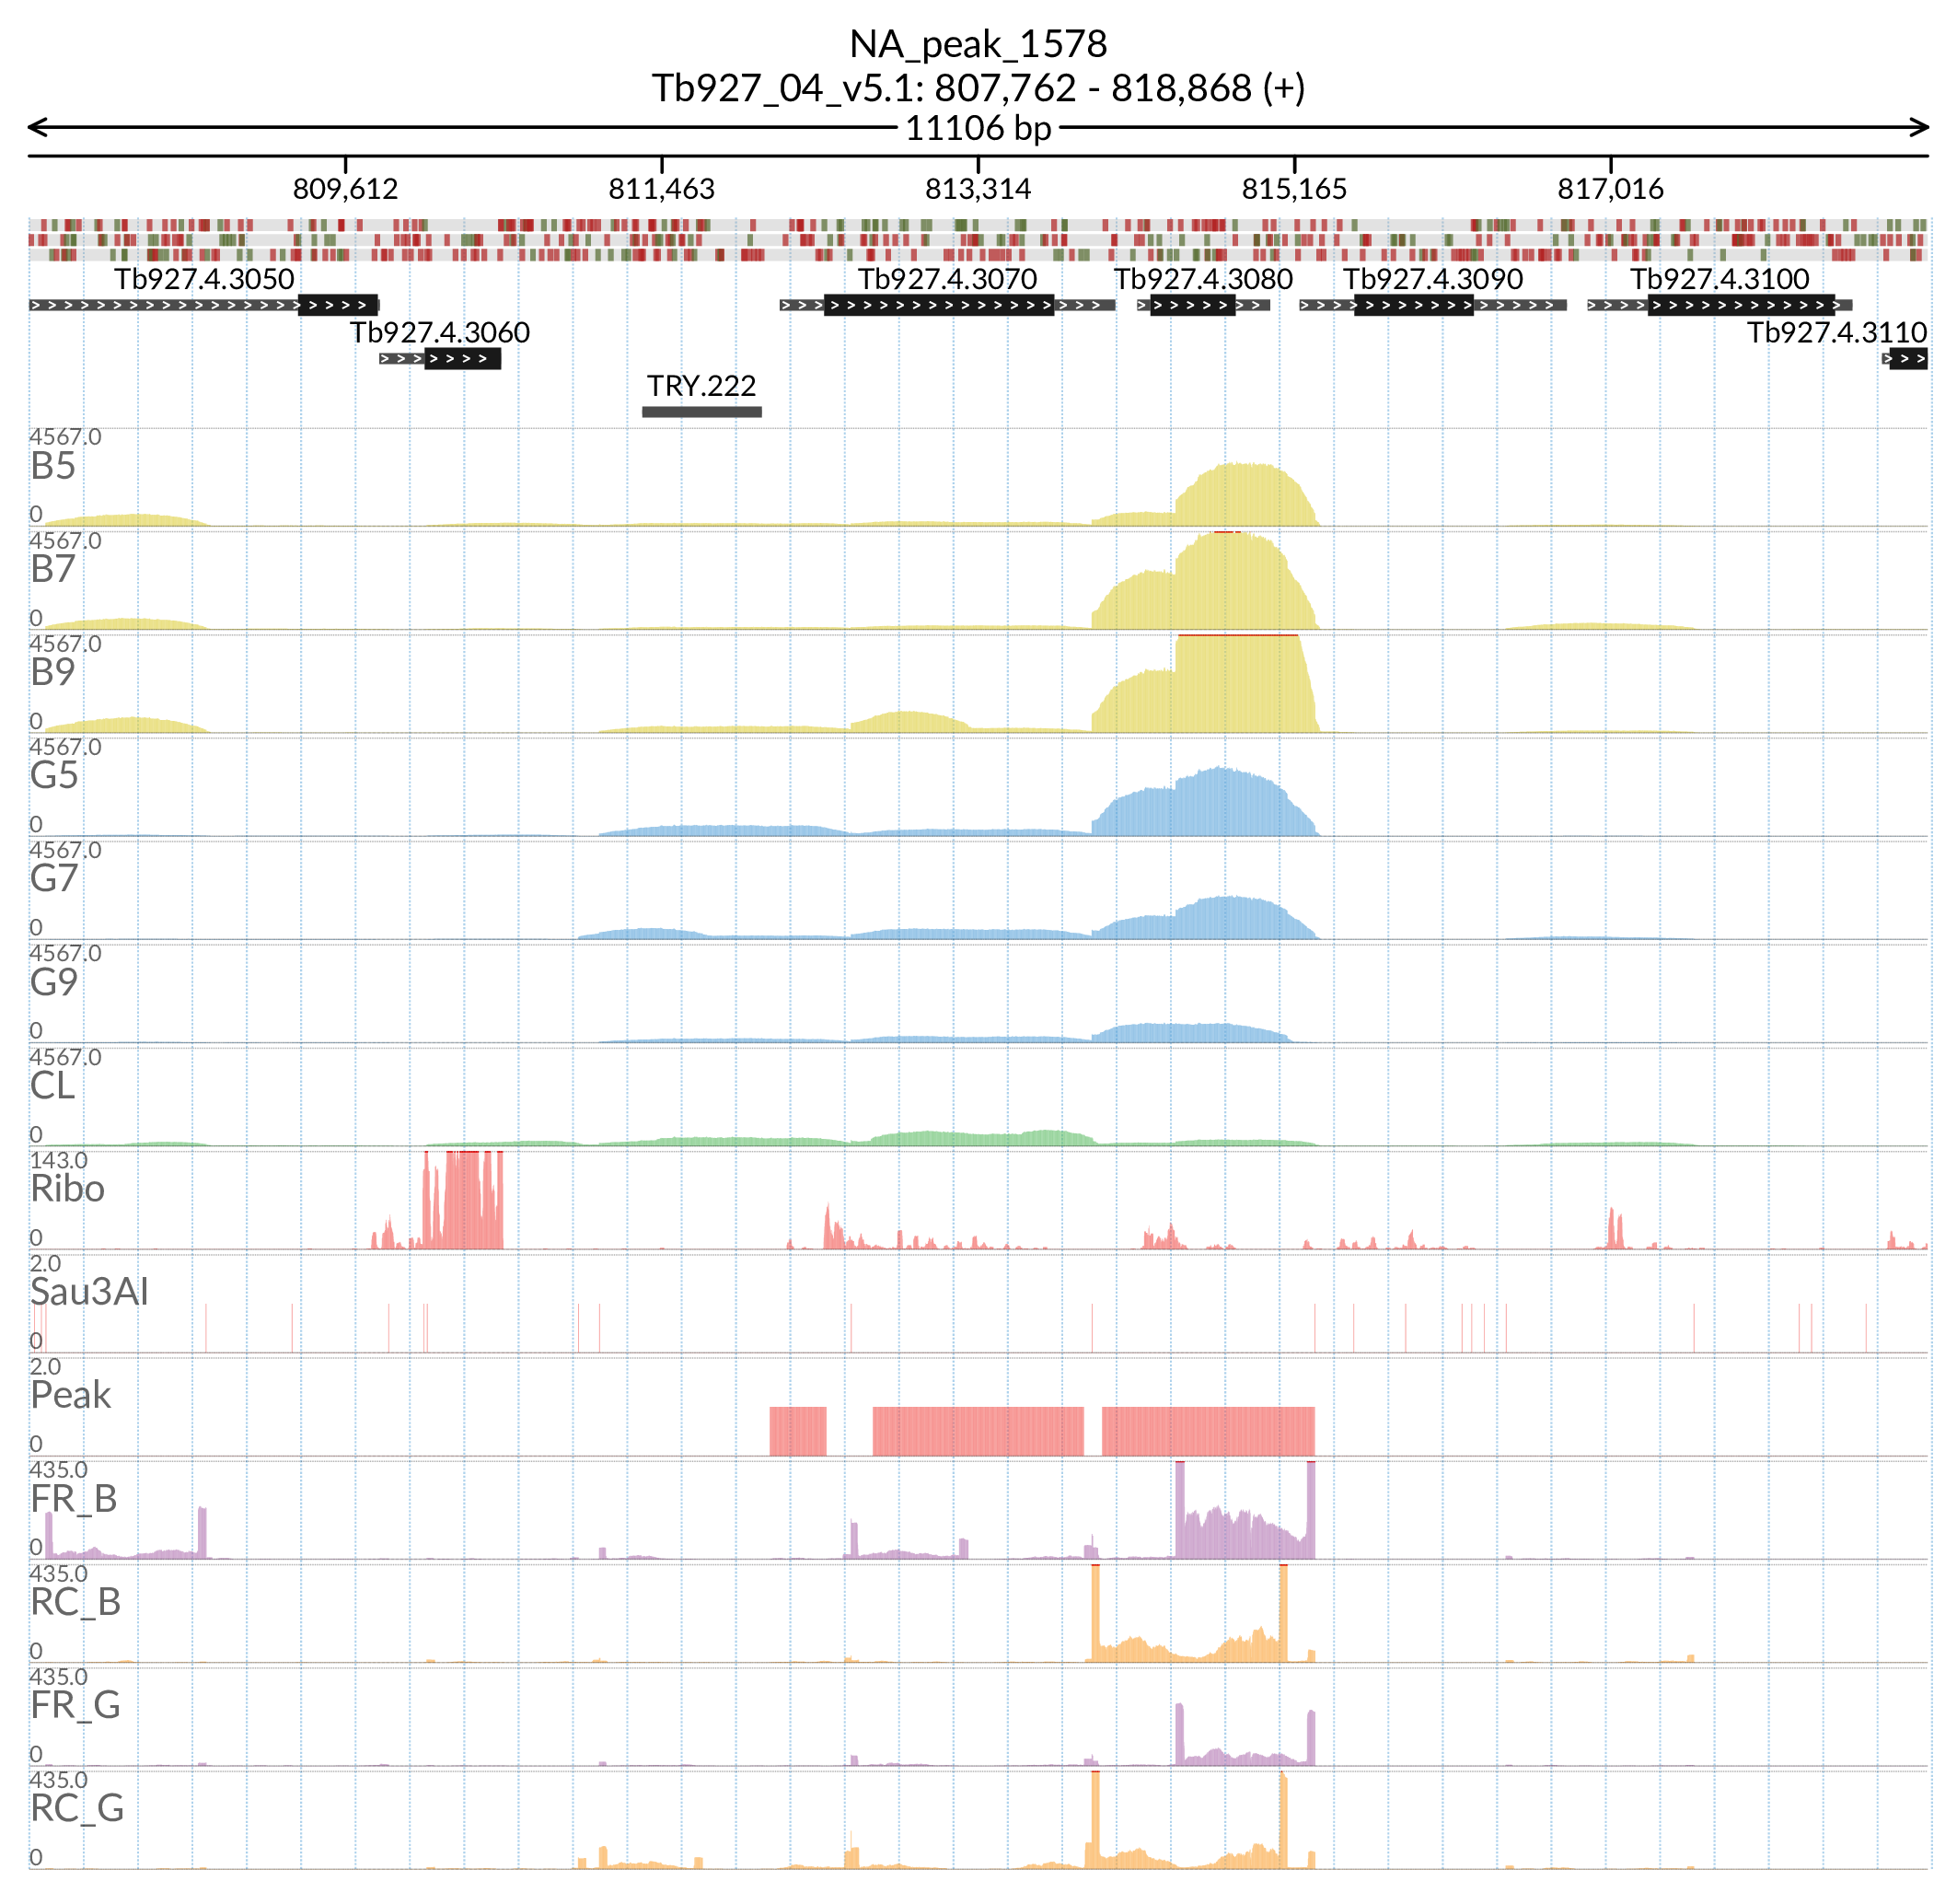 NA_peak_1578
Tb927_04_v5.1: 807,762 - 818,868 (+)
11106 bp
809,612 811,463 813,314 815,165 817,016
Tb927.4.3050 Tb927.4.3070 Tb927.4.3080 Tb927.4.3090 Tb927.4.3100
Tb927.4.3060 Tb927.4.3110
TRY.222
4567.0
B5
0
4567.0
B7
0
4567.0
B9
0
4567.0
G5
0
4567.0
G7
0
4567.0
G9
0
4567.0
CL
0
143.0
Ribo
0
2.0
Sau3AI
0
2.0
Peak
0
435.0
FR_B
0
435.0
RC_B
0
435.0
FR_G
0
435.0
RC_G
0